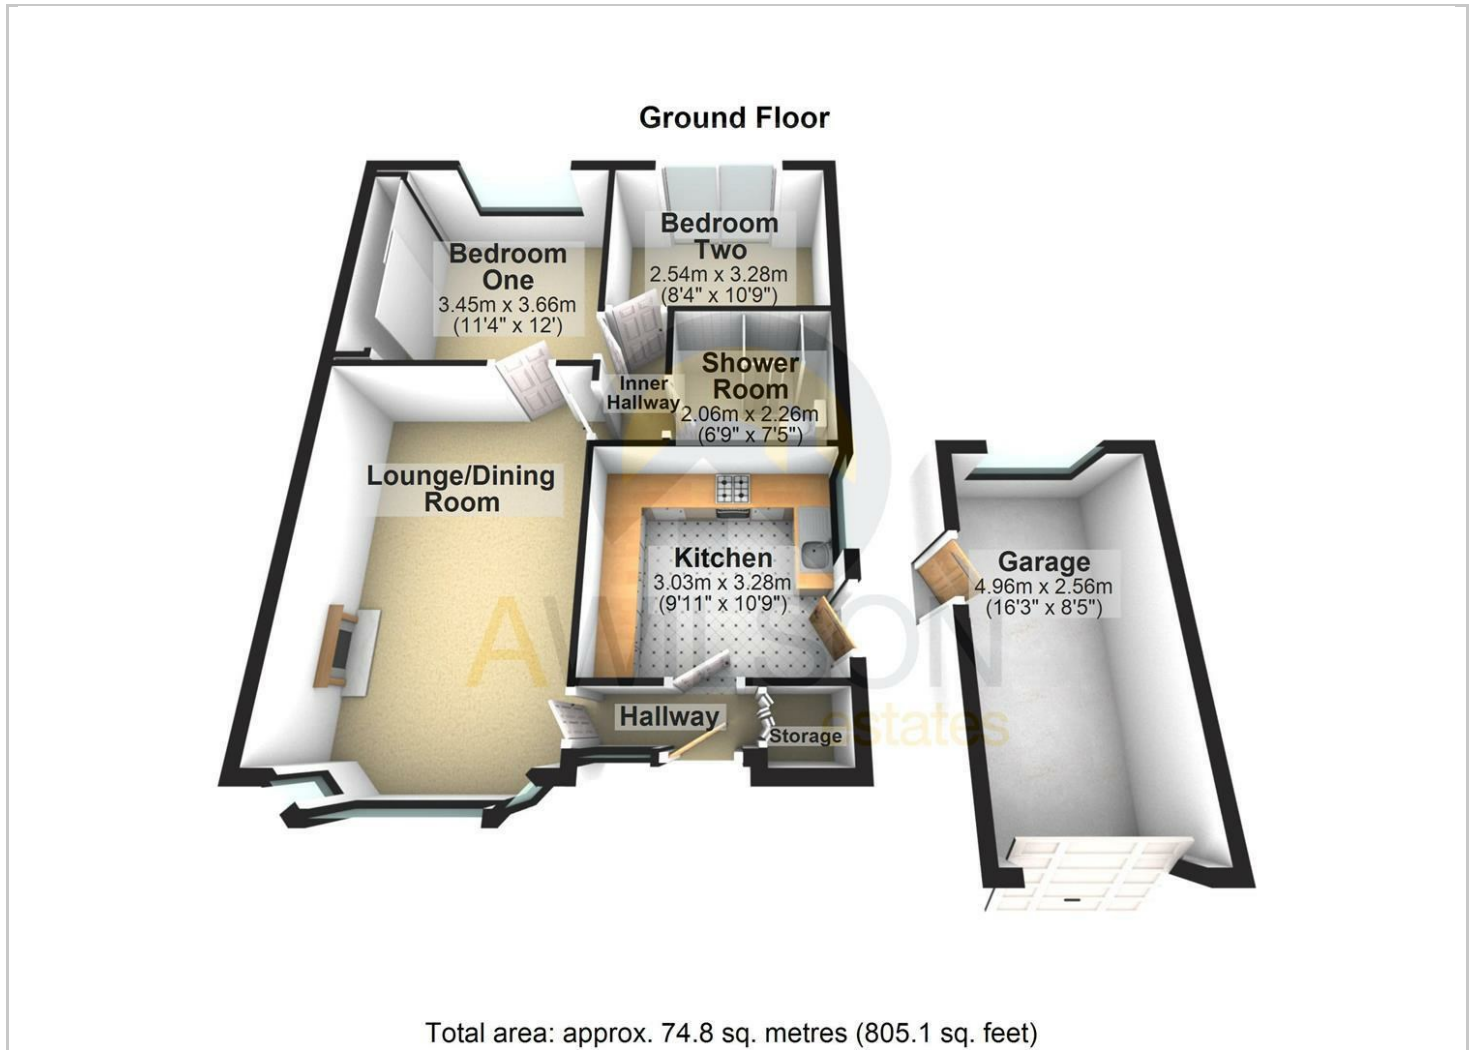 Ground Floor
Bedroom
One
3.45m x 3.66m
(11'4" x 12')
Bedroom
Two
2.54m x 3.28m
(8'4" x 10'9")
Inner
Hallway
Shower
Room
2.06m x 2.26m
(6'9" x 7'5")
Lounge/Dining
Room
Kitchen
3.03m x 3.28m
(9'11" x 10'9")
Garage
4.96m x 2.56m
(16'3" x 8'5")
AWILSON
estates
Hallway
Storage
Total area: approx. 74.8 sq. metres (805.1 sq. feet)